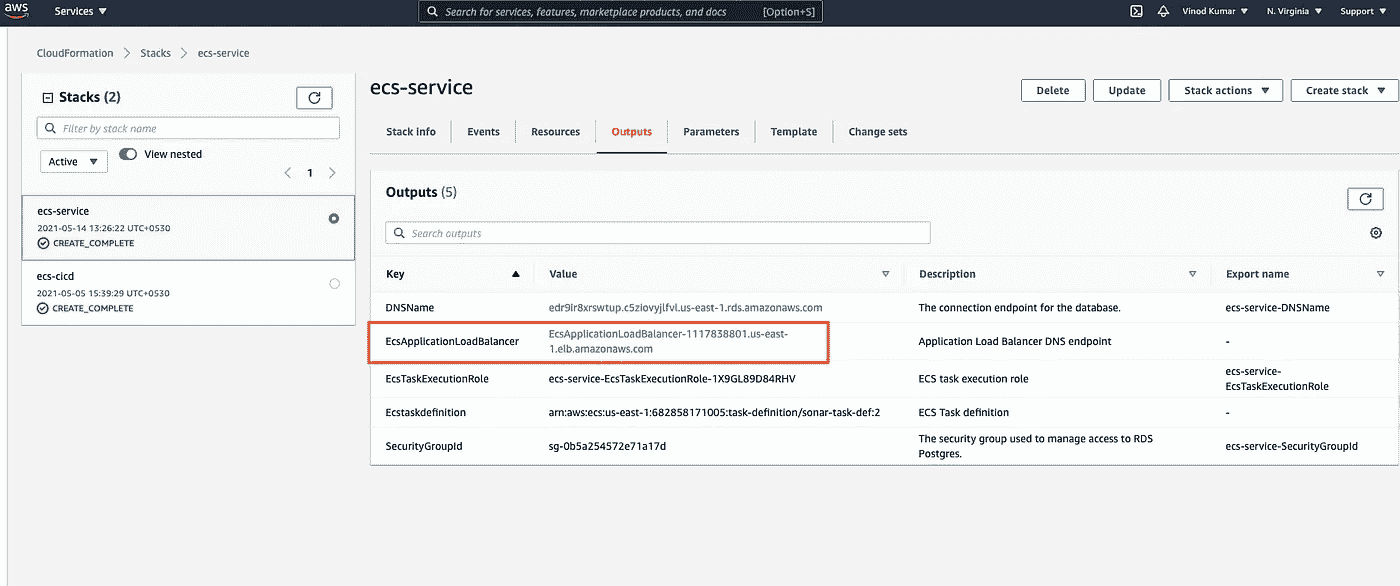 aws Services Search for services, features, marketplace products, and docs [Option+S] Vinod Kumar N. Virginia Support
CloudFormation Stacks ecs-service
Stacks (2)
Filter by stack name
Active View nested
1
ecs-service
2021-05-14 13:26:22 UTC+0530
CREATE_COMPLETE
ecs-cicd
2021-05-05 15:39:29 UTC+0530
CREATE_COMPLETE
ecs-service
Delete Update Stack actions Create stack
Stack info Events Resources Outputs Parameters Template Change sets
Outputs (5)
Search outputs
Key Value Description Export name
DNSName edr9lr8xrswtup.c5ziovyjlfvl.us-east-1.rds.amazonaws.com The connection endpoint for the database. ecs-service-DNSName
EcsApplicationLoadBalancer EcsApplicationLoadBalancer-1117838801.us-east-
1.elb.amazonaws.com Application Load Balancer DNS endpoint -
EcsTaskExecutionRole ecs-service-EcsTaskExecutionRole-1X9GL89D84RHV ECS task execution role ecs-service-
EcsTaskExecutionRole
Ecstaskdefinition arn:aws:ecs:us-east-1:682858171005:task-definition/sonar-task-def:2 ECS Task definition -
SecurityGroupId sg-0b5a254572e71a17d The security group used to manage access to RDS
Postgres. ecs-service-SecurityGroupId